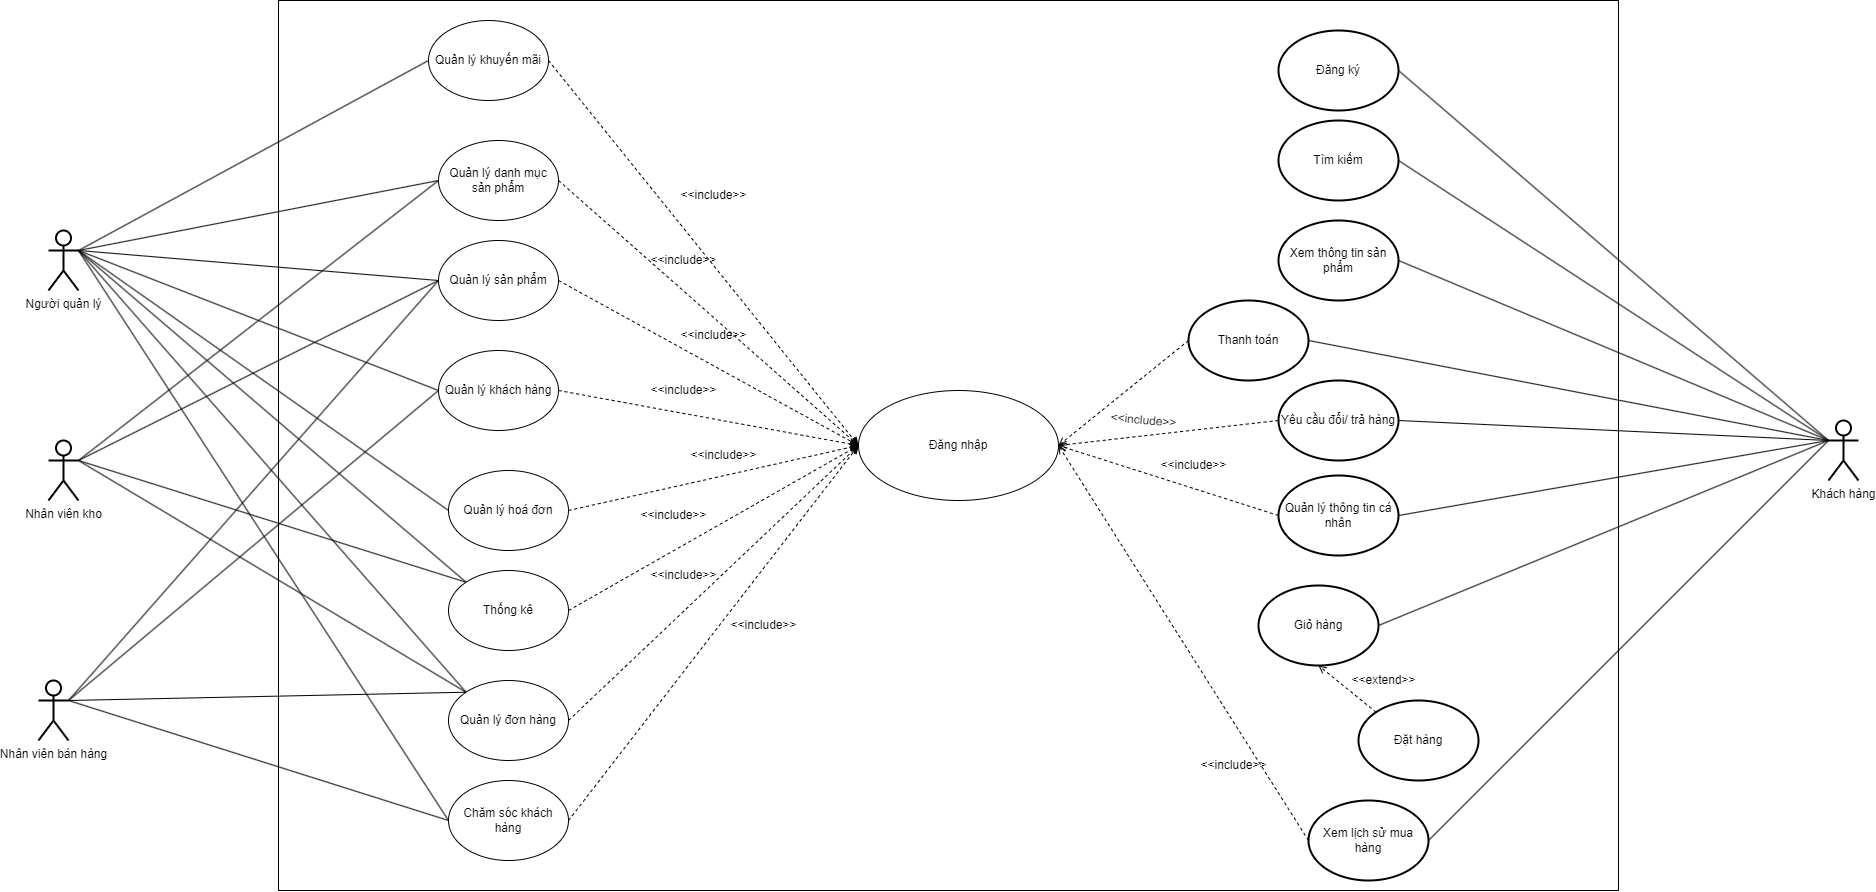 Quản lý khuyến mãi
Đăng ký
Tìm kiếm
Quản lý danh mục
sản phẩm
<<include>>
Xem thông tin sản
phẩm
<<include>>
Quản lý sản phẩm
Người quản lý
<<include>>
Thanh toán
Quản lý khách hàng
<<include>>
<<include>>
Yêu cầu đổi/ trả hàng
Đăng nhập
<<include>>
<<include>>
Khách hàng
Nhân viên kho
Quản lý hoá đơn
<<include>>
Quản lý thông tin cá
nhân
<<include>>
Thống kê
<<include>>
Giỏ hàng
<<extend>>
Quản lý đơn hàng
Đặt hàng
Nhân viên bán hàng
<<include>>
Chăm sóc khách
hàng
Xem lịch sử mua
hàng